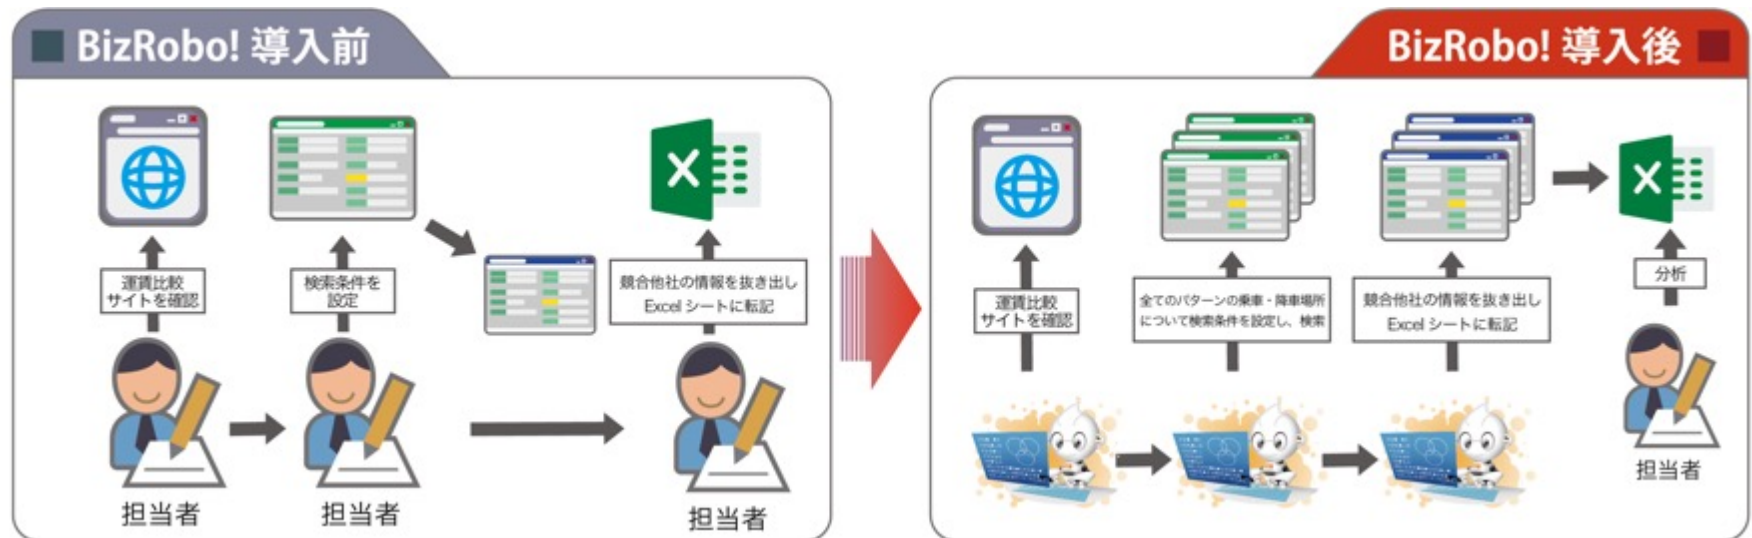 BizRobo! 導入前
運賃比較
サイトを確認
検索条件を
設定
競合他社の情報を抜き出し
Excel シートに転記
担当者
担当者
担当者
BizRobo! 導入後
運賃比較
サイトを確認
全てのパターンの乗車・降車場所
について検索条件を設定し、検索
競合他社の情報を抜き出し
Excel シートに転記
分析
担当者